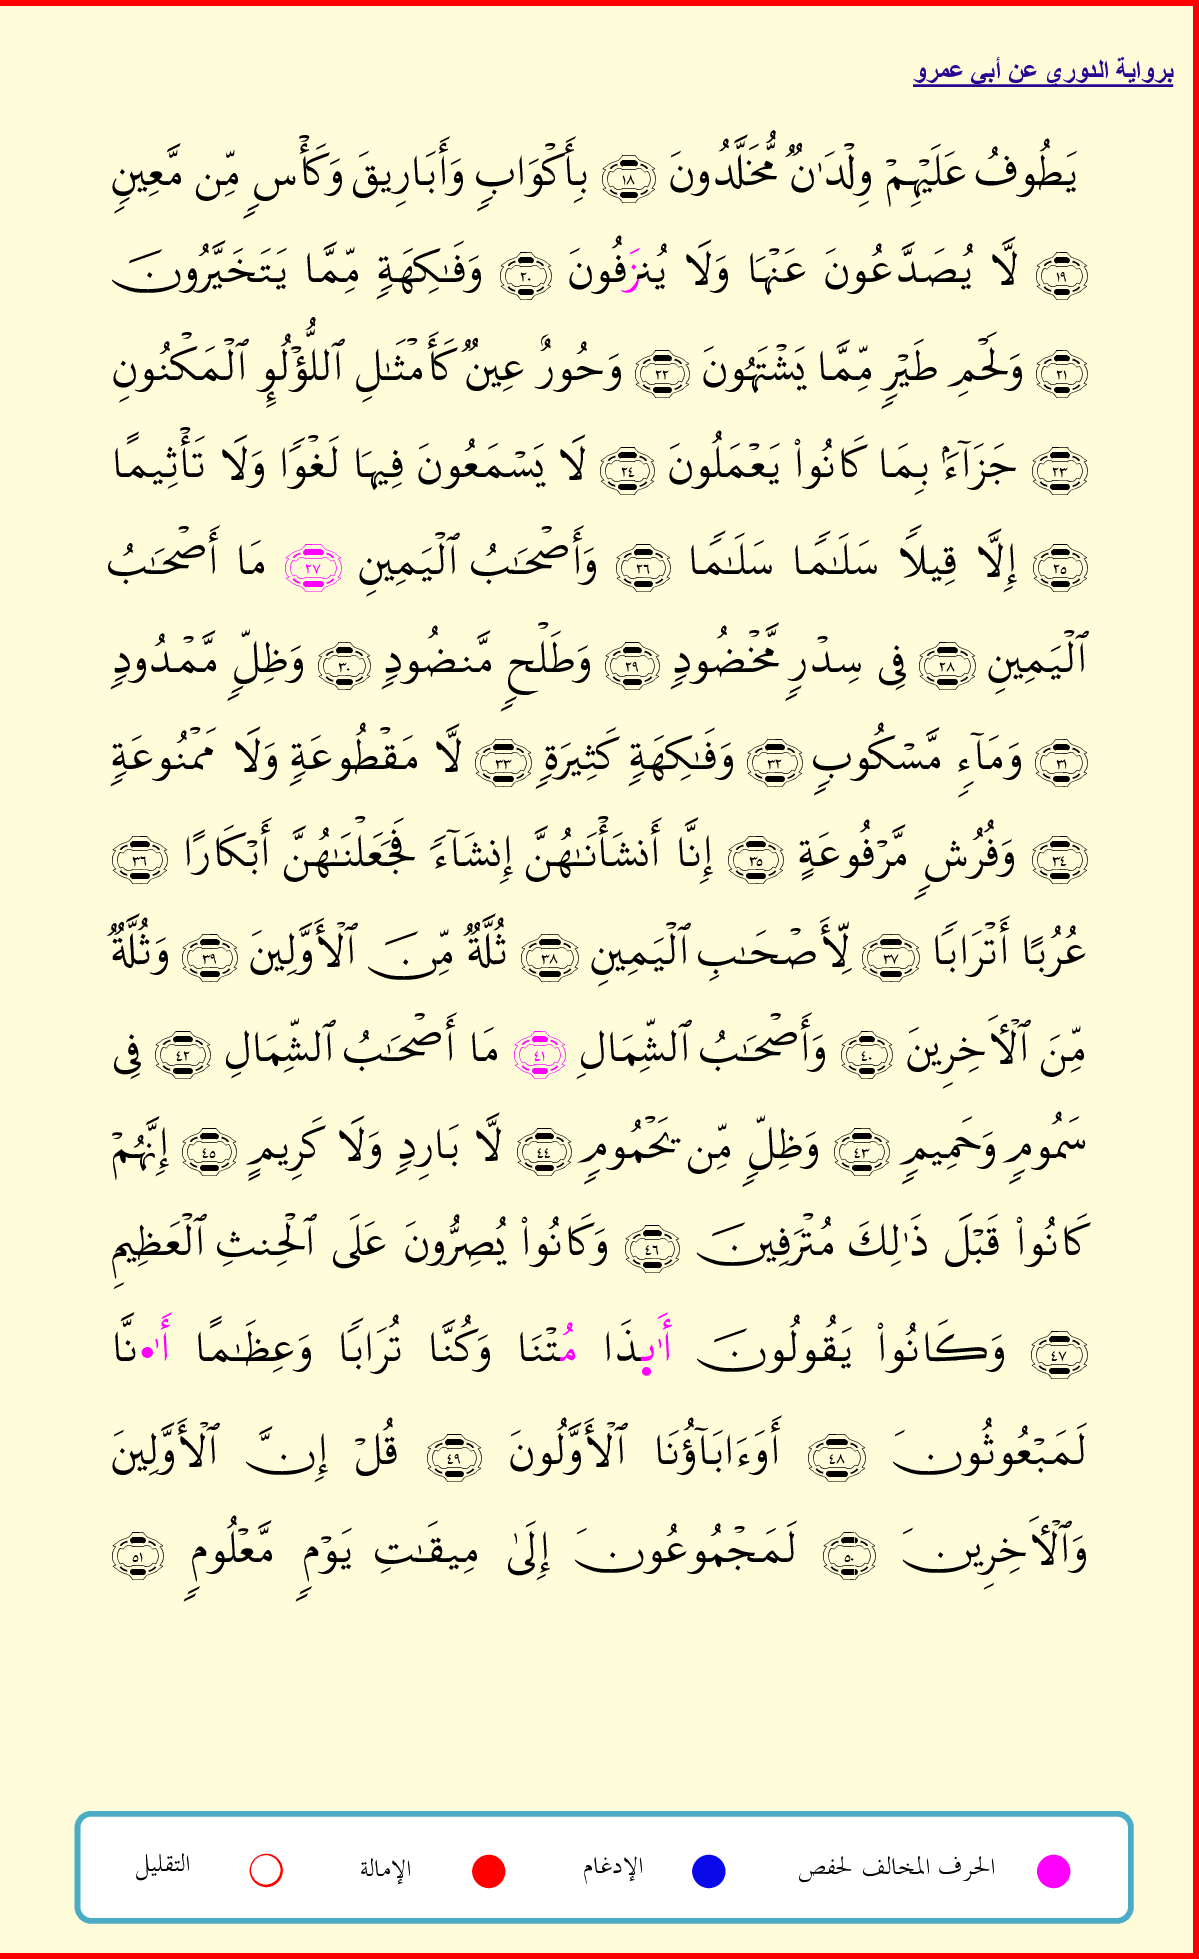 برواية الدوري عن أبي عمرو
يَطُوفُ عَلَيْهِمْ وِلْدَٰنٌ مُّخَلَّدُونَ ١٨ بِأَكْوَابٍ وَأَبَارِيقَ وَكَأْسٍ مِّن مَّعِينٍ
١٩ لَّا يُصَدَّعُونَ عَنْهَا وَلَا يُنزَفُونَ ٢٠ وَفَٰكِهَةٍ مِّمَّا يَتَخَيَّرُونَ
٢١ وَلَحْمِ طَيْرٍ مِّمَّا يَشْتَهُونَ ٢٢ وَحُورٌ عِينٌ كَأَمْثَٰلِ ٱللُّؤْلُوِٕ ٱلْمَكْنُونِ
٢٣ جَزَآءَۢ بِمَا كَانُوا۟ يَعْمَلُونَ ٢٤ لَا يَسْمَعُونَ فِيهَا لَغْوًا وَلَا تَأْثِيمًا
٢٥ إِلَّا قِيلًا سَلَٰمًا سَلَٰمًا ٢٦ وَأَصْحَٰبُ ٱلْيَمِينِ ٢٧ مَا أَصْحَٰبُ
ٱلْيَمِينِ ٢٨ فِى سِدْرٍ مَّخْضُودٍ ٢٩ وَطَلْحٍ مَّنضُودٍ ٣٠ وَظِلٍّ مَّمْدُودٍ
٣١ وَمَآءٍ مَّسْكُوبٍ ٣٢ وَفَٰكِهَةٍ كَثِيرَةٍ ٣٣ لَّا مَقْطُوعَةٍ وَلَا مَمْنُوعَةٍ
٣٤ وَفُرُشٍ مَّرْفُوعَةٍ ٣٥ إِنَّا أَنشَأْنَٰهُنَّ إِنشَآءً فَجَعَلْنَٰهُنَّ أَبْكَارًا ٣٦
عُرُبًا أَتْرَابًا ٣٧ لِّأَصْحَٰبِ ٱلْيَمِينِ ٣٨ ثُلَّةٌ مِّنَ ٱلْأَوَّلِينَ ٣٩ وَثُلَّةٌ
مِّنَ ٱلْأَخِرِينَ ٤٠ وَأَصْحَٰبُ ٱلشِّمَالِ ٤١ مَا أَصْحَٰبُ ٱلشِّمَالِ ٤٢ فِى
سَمُومٍ وَحَمِيمٍ ٤٣ وَظِلٍّ مِّن يَحْمُومٍ ٤٤ لَّا بَارِدٍ وَلَا كَرِيمٍ ٤٥ إِنَّهُمْ
كَانُوا۟ قَبْلَ ذَٰلِكَ مُتْرَفِينَ ٤٦ وَكَانُوا۟ يُصِرُّونَ عَلَى ٱلْحِنثِ ٱلْعَظِيمِ
٤٧ وَكَانُوا۟ يَقُولُونَ أَٰ۪ىذَا مُتْنَا وَكُنَّا تُرَابًا وَعِظَٰمًا أَٰ۬نَّا
لَمَبْعُوثُونَ ٤٨ أَوَءَابَآؤُنَا ٱلْأَوَّلُونَ ٤٩ قُلْ إِنَّ ٱلْأَوَّلِينَ
وَٱلْأَخِرِينَ ٥٠ لَمَجْمُوعُونَ إِلَىٰ مِيقَٰتِ يَوْمٍ مَّعْلُومٍ ٥١
الحرف المخالف لحفص الإدغام الإمالة التقليل